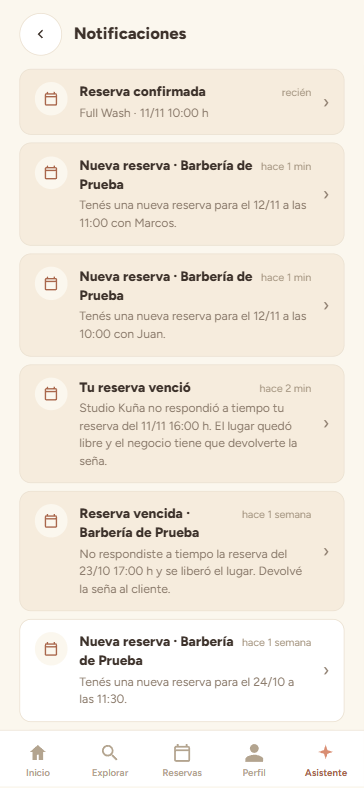 Notificaciones
Reserva confirmada
recién
Full Wash · 11/11 10:00 h
Nueva reserva · Barbería de
hace 1 min
Prueba
Tenés una nueva reserva para el 12/11 a las
11:00 con Marcos.
Nueva reserva · Barbería de
hace 1 min
Prueba
Tenés una nueva reserva para el 12/11 a las
10:00 con Juan.
Tu reserva venció
hace 2 min
Studio Kuña no respondió a tiempo tu
reserva del 11/11 16:00 h. El lugar quedó
libre y el negocio tiene que devolverte la
seña.
Reserva vencida ·
hace 1 semana
Barbería de Prueba
No respondiste a tiempo la reserva del
23/10 17:00 h y se liberó el lugar. Devolvé
la seña al cliente.
Nueva reserva · Barbería
hace 1 semana
de Prueba
Tenés una nueva reserva para el 24/10 a
las 11:30.
Inicio
Explorar
Reservas
Perfil
Asistente